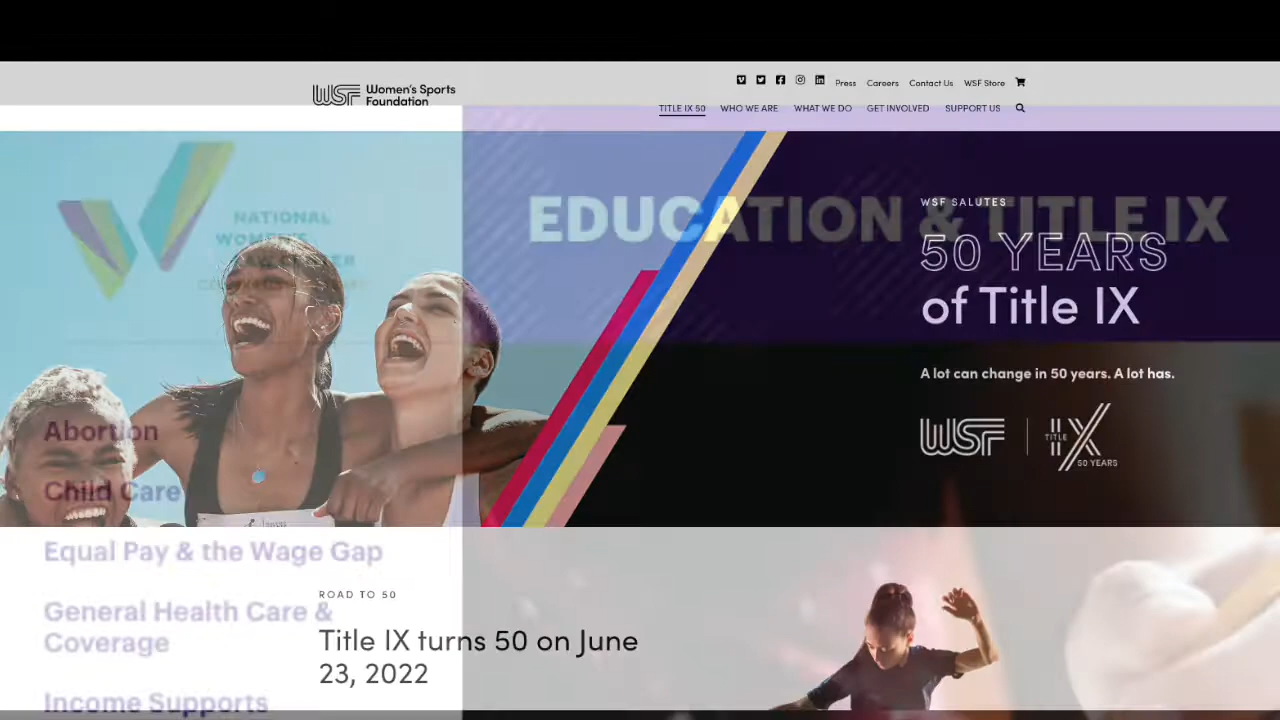 WSF Women's Sports
Foundation
Press Careers Contact Us WSF Store
TITLE IX 50 WHO WE ARE WHAT WE DO GET INVOLVED SUPPORT US
NATIONAL
WOMEN'S
EDUCATION & TITLE IX
WSF SALUTES
50 YEARS
of Title IX
A lot can change in 50 years. A lot has.
WSF TITLE IX
50 YEARS
Abortion
Child Care
Equal Pay & the Wage Gap
General Health Care &
Coverage
Income Supports
ROAD TO 50
Title IX turns 50 on June
23, 2022